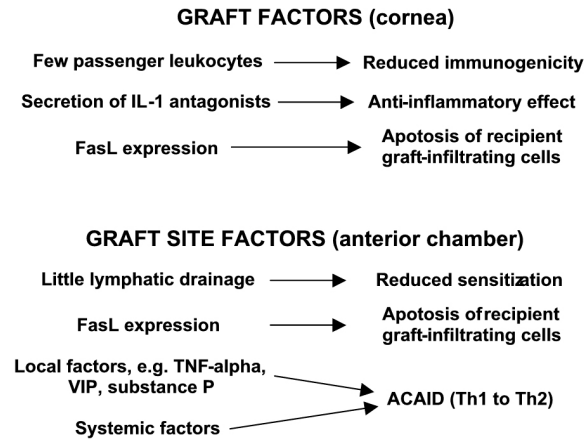 GRAFT FACTORS (cornea)
Few passenger leukocytes Reduced immunogenicity
Secretion of IL-1 antagonists Anti-inflammatory effect
FasL expression Apotosis of recipient
graft-infiltrating cells
GRAFT SITE FACTORS (anterior chamber)
Little lymphatic drainage Reduced sensitization
FasL expression Apotosis of recipient
graft-infiltrating cells
Local factors, e.g. TNF-alpha,
VIP, substance P
ACAID (Th1 to Th2)
Systemic factors